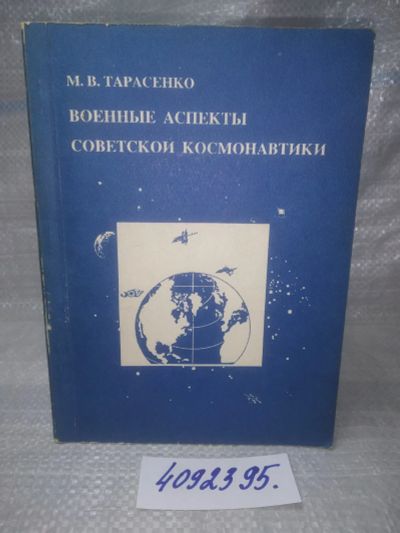 М. В. ТАРАСЕНКО
ВОЕННЫЕ АСПЕКТЫ
СОВЕТСКОЙ КОСМОНАВТИКИ
4092395.